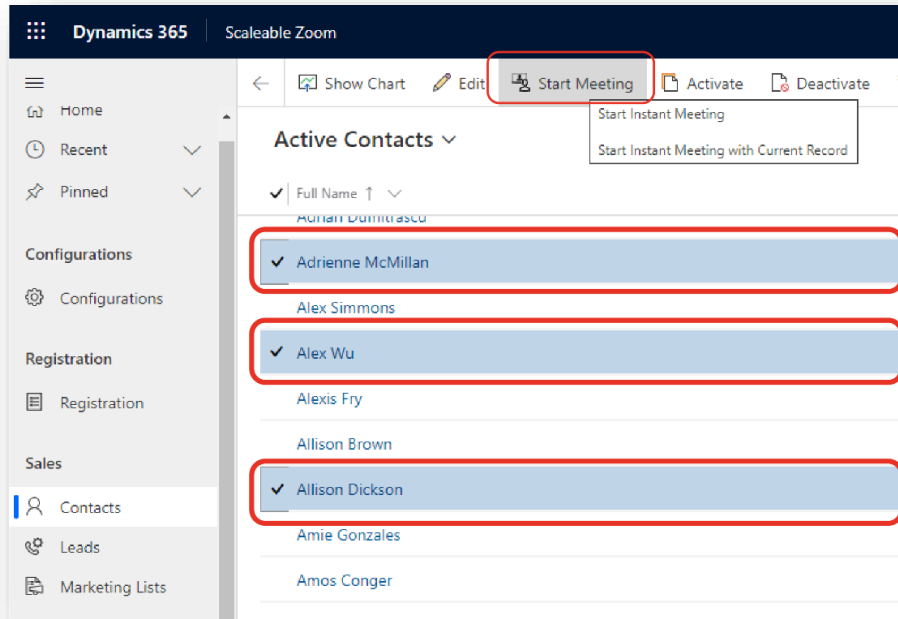 Dynamics 365 Scaleable Zoom
Show Chart Edit Start Meeting Activate Deactivate
Start Instant Meeting
Start Instant Meeting with Current Record
Home
Recent
Pinned
Configurations
Configurations
Registration
Registration
Sales
Contacts
Leads
Marketing Lists
Active Contacts
Full Name
Adrian Dumitrascu
Adrienne McMillan
Alex Simmons
Alex Wu
Alexis Fry
Allison Brown
Allison Dickson
Amie Gonzales
Amos Conger